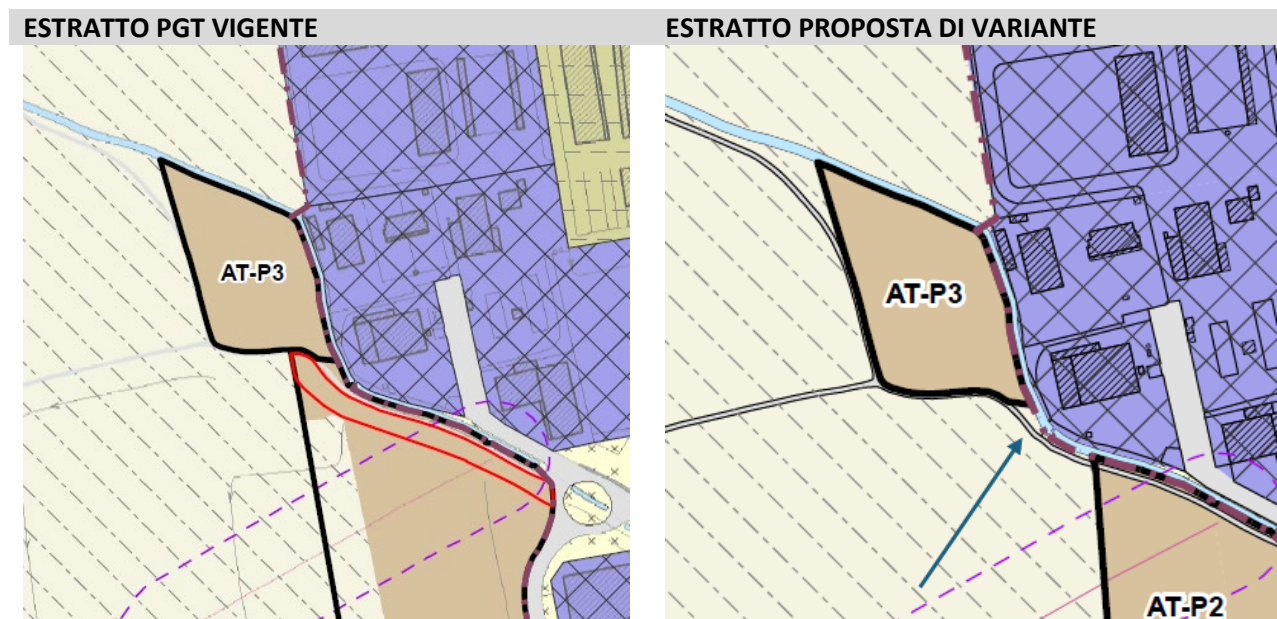 ESTRATTO PGT VIGENTE
ESTRATTO PROPOSTA DI VARIANTE
AT-P3
AT-P3
AT-P2